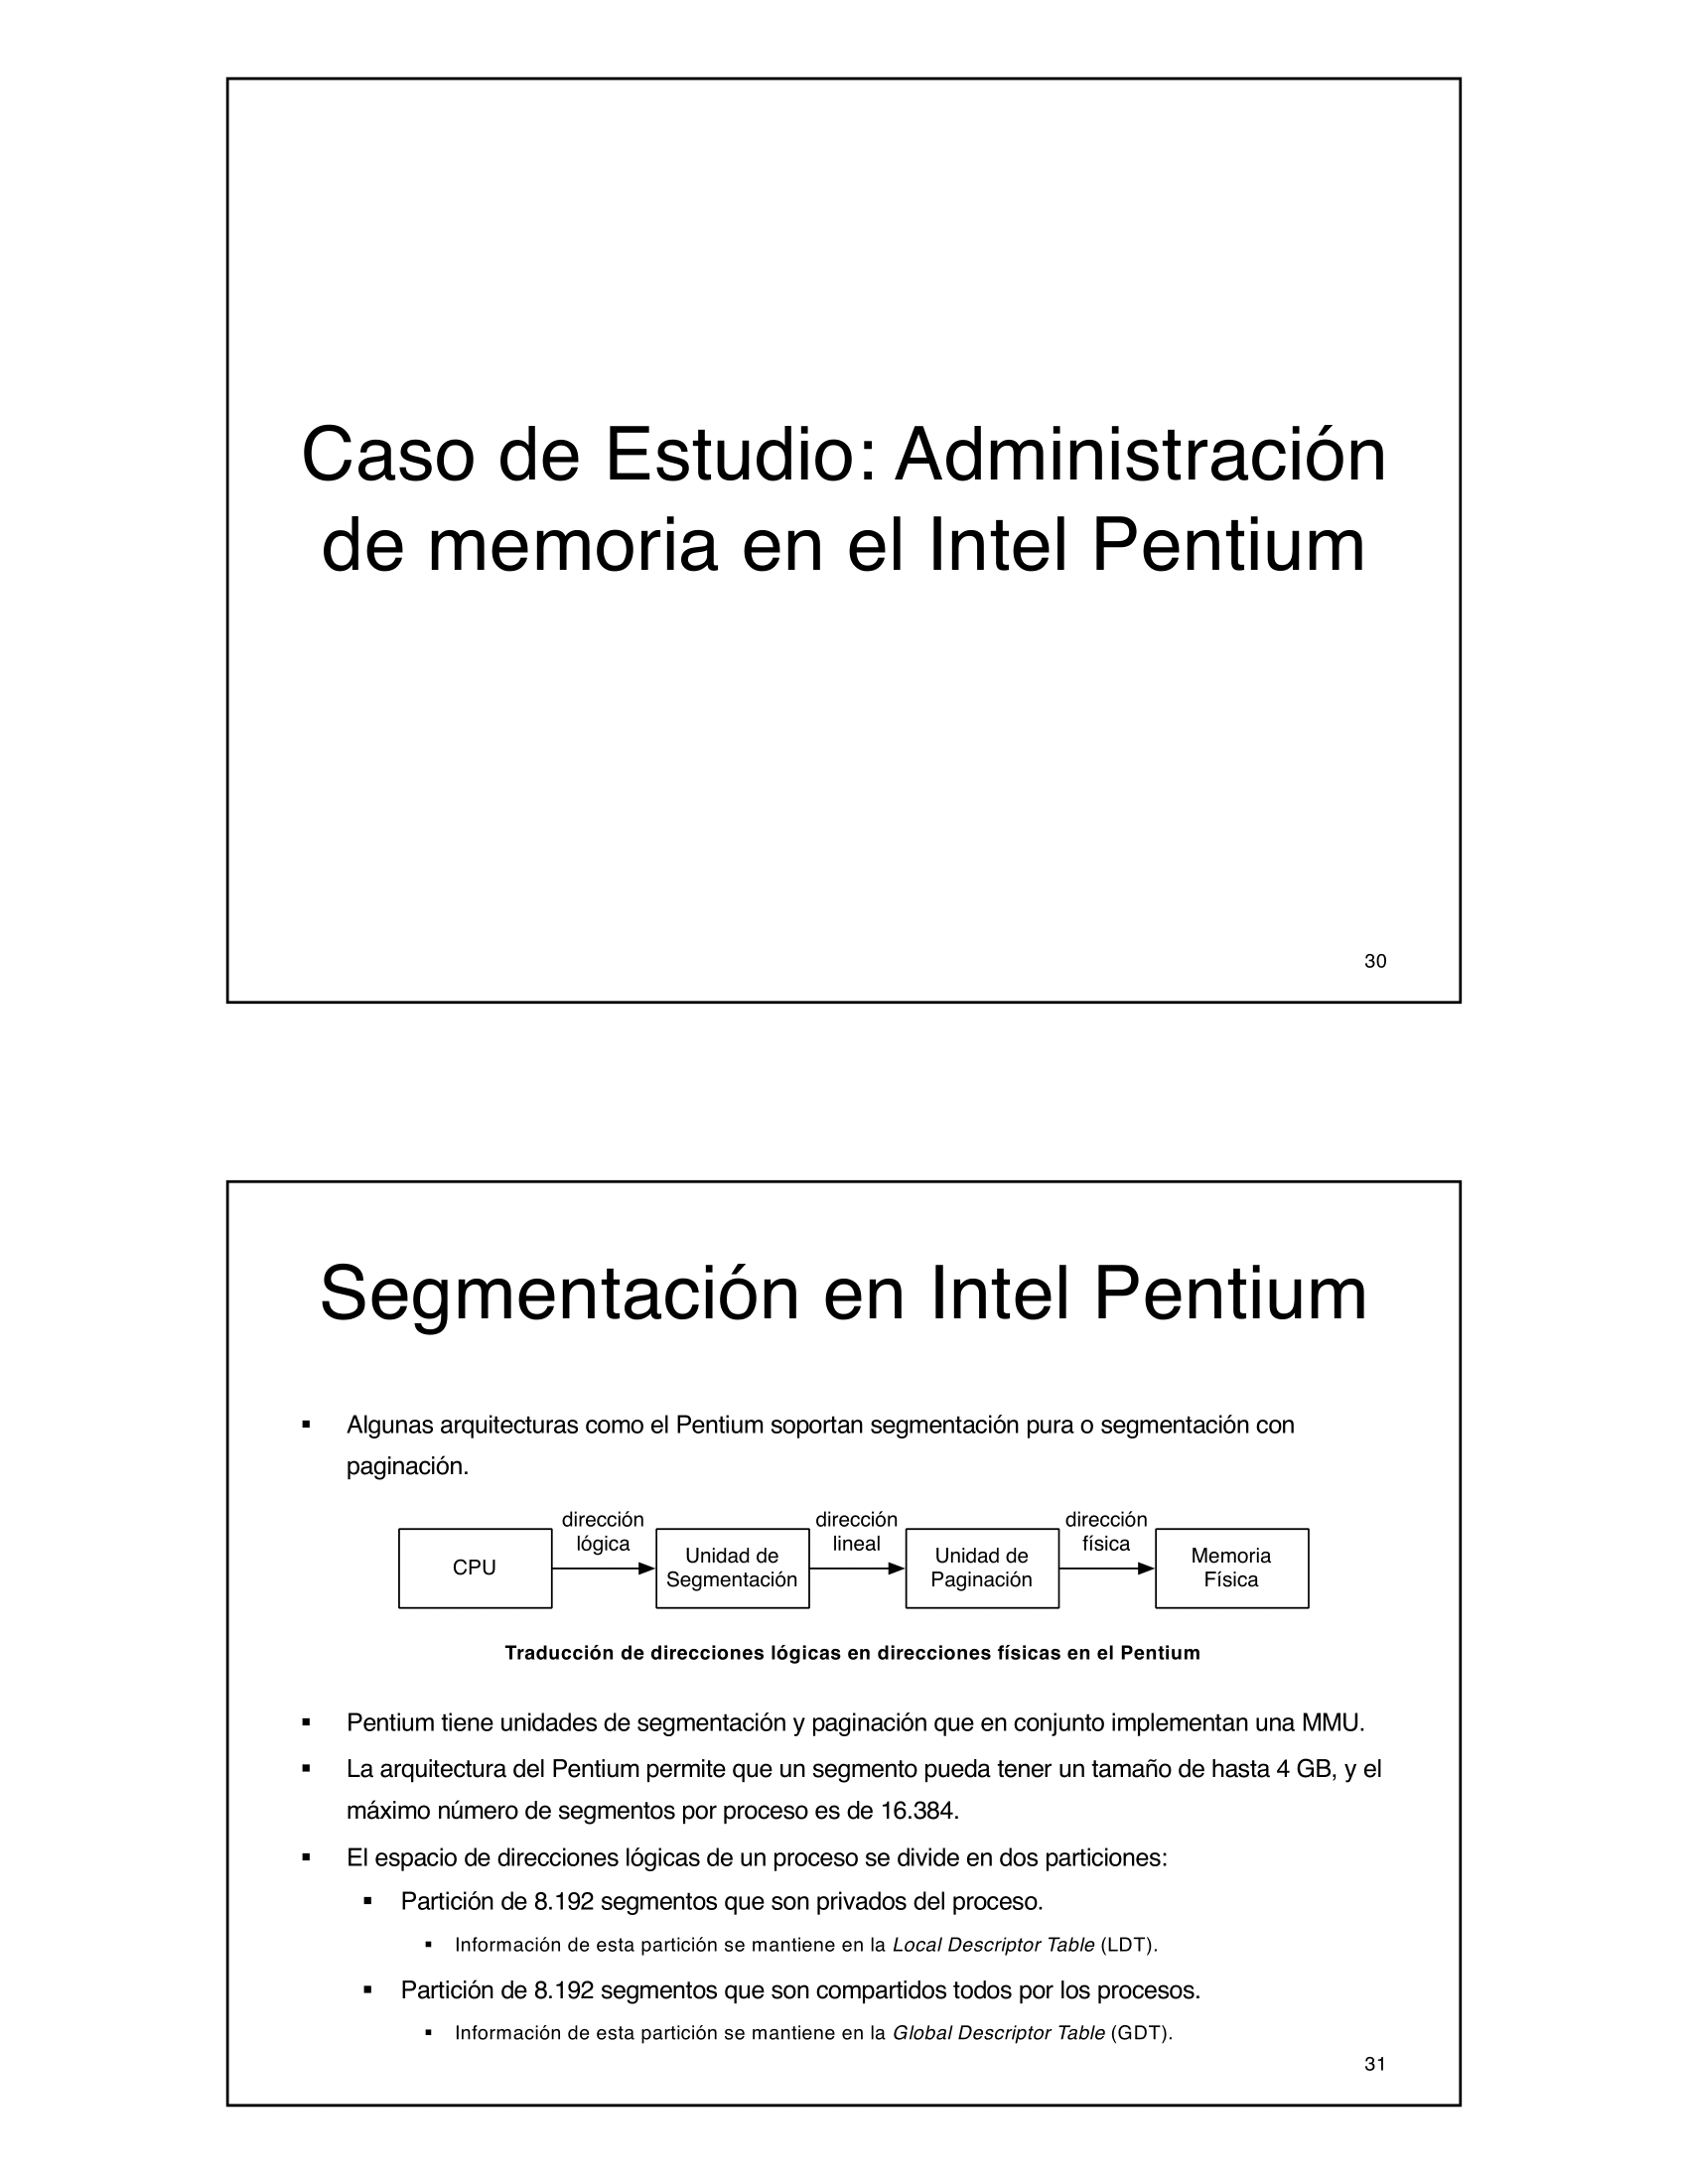 Caso de Estudio: Administración
de memoria en el Intel Pentium
30
Segmentación en Intel Pentium
▪ Algunas arquitecturas como el Pentium soportan segmentación pura o segmentación con
paginación.
CPU
dirección
lógica
Unidad de
Segmentación
dirección
lineal
Unidad de
Paginación
dirección
física
Memoria
Física
Traducción de direcciones lógicas en direcciones físicas en el Pentium
▪ Pentium tiene unidades de segmentación y paginación que en conjunto implementan una MMU.
▪ La arquitectura del Pentium permite que un segmento pueda tener un tamaño de hasta 4 GB, y el
máximo número de segmentos por proceso es de 16.384.
▪ El espacio de direcciones lógicas de un proceso se divide en dos particiones:
▪ Partición de 8.192 segmentos que son privados del proceso.
▪ Información de esta partición se mantiene en la Local Descriptor Table (LDT).
▪ Partición de 8.192 segmentos que son compartidos todos por los procesos.
▪ Información de esta partición se mantiene en la Global Descriptor Table (GDT).
31